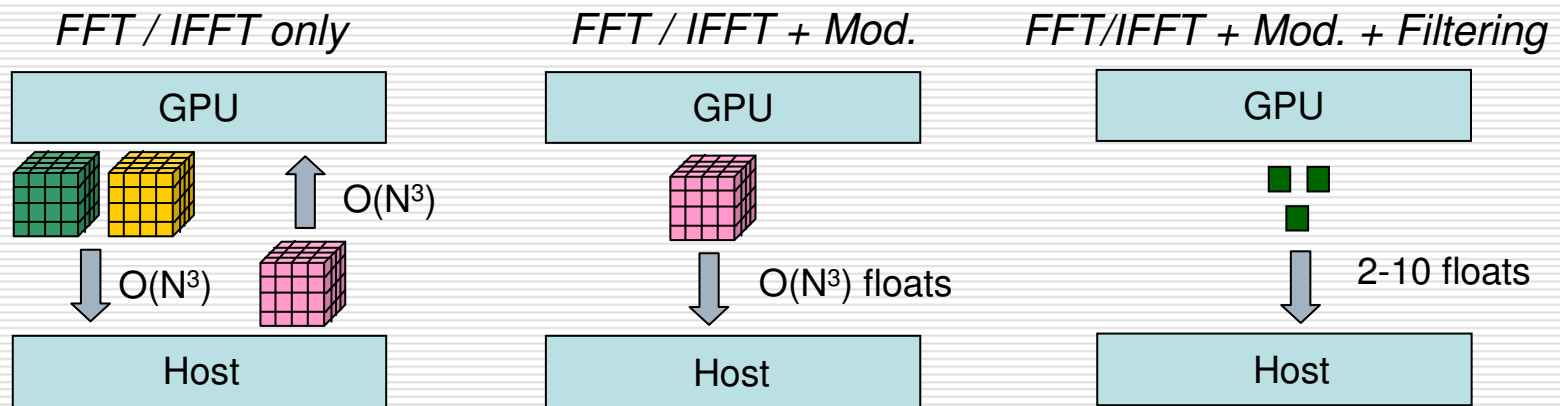 FFT / IFFT only
GPU
O(N³)
O(N³)
Host
FFT / IFFT + Mod.
GPU
O(N³) floats
Host
FFT/IFFT + Mod. + Filtering
GPU
2-10 floats
Host